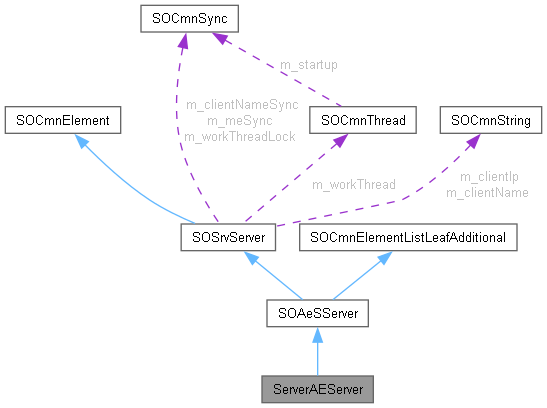 SOCmnSync
m_startup
m_clientNameSync
m_meSync
m_workThreadLock
SOCmnElement
SOCmnThread
SOCmnString
m_workThread
m_clientIp
m_clientName
SOSrvServer
SOCmnElementListLeafAdditional
SOAeSServer
ServerAEServer